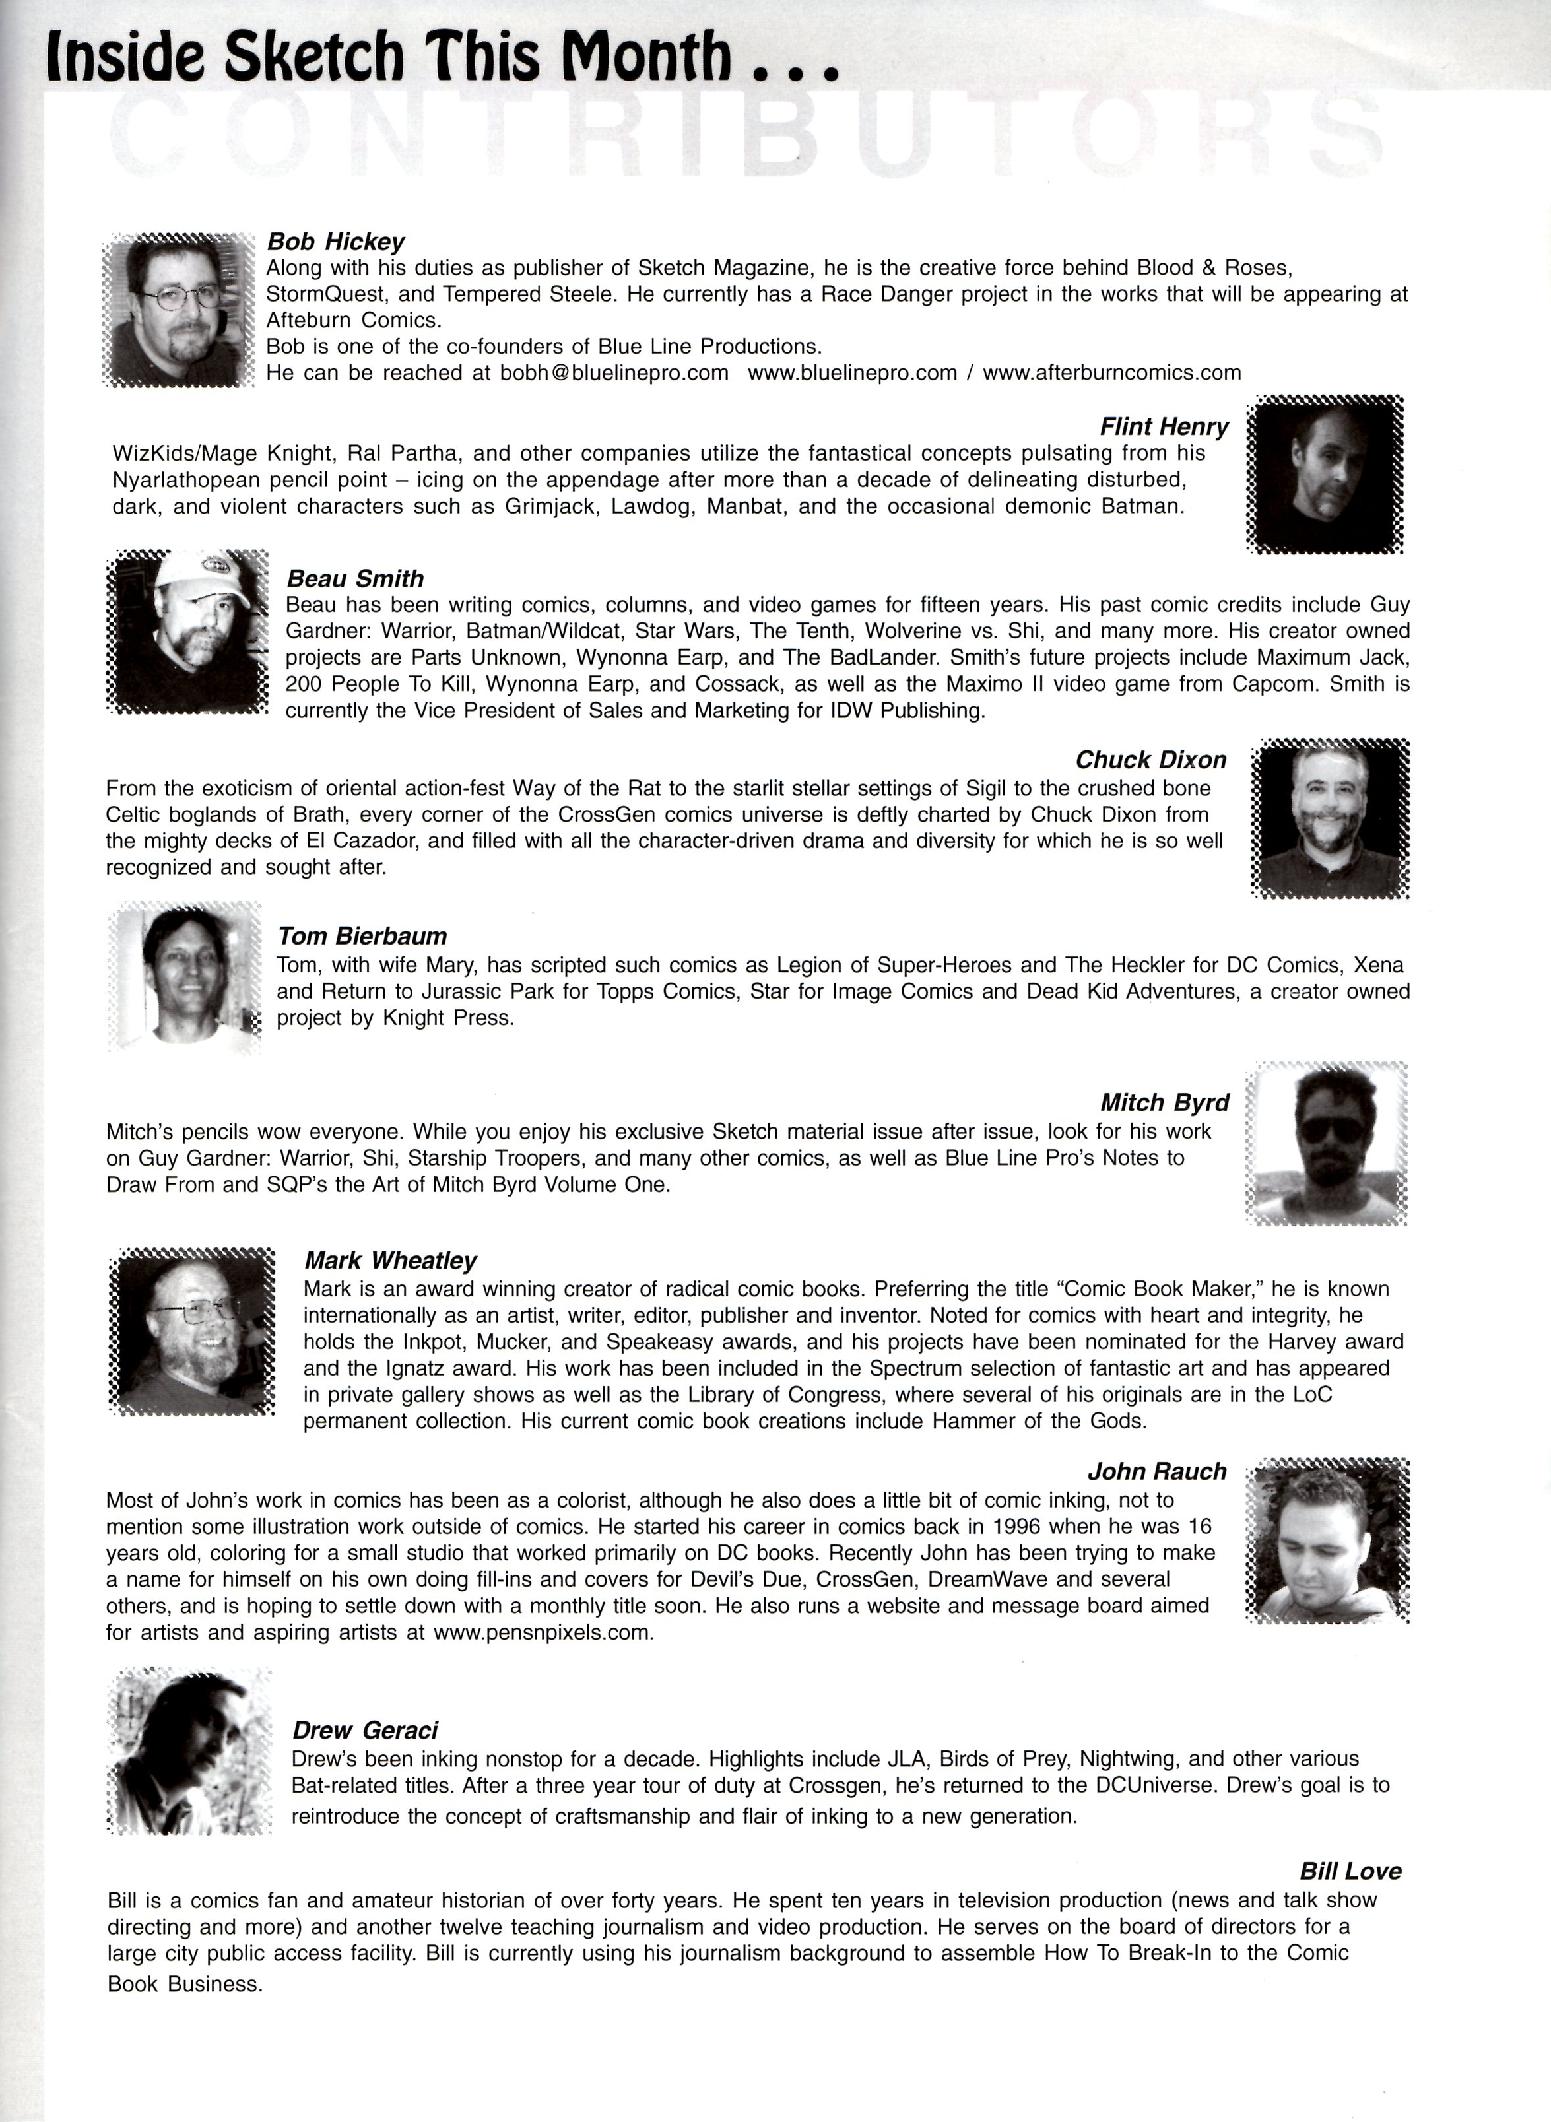 Inside Sketch This Month . . .
CONTRIBUTORS
Bob Hickey
Along with his duties as publisher of Sketch Magazine, he is the creative force behind Blood & Roses,
StormQuest, and Tempered Steele. He currently has a Race Danger project in the works that will be appearing at
Afteburn Comics.
Bob is one of the co-founders of Blue Line Productions.
He can be reached at bobh@bluelinepro.com www.bluelinepro.com / www.afterburncomics.com
Flint Henry
WizKids/Mage Knight, Ral Partha, and other companies utilize the fantastical concepts pulsating from his
Nyarlathopean pencil point – icing on the appendage after more than a decade of delineating disturbed,
dark, and violent characters such as Grimjack, Lawdog, Manbat, and the occasional demonic Batman.
Beau Smith
Beau has been writing comics, columns, and video games for fifteen years. His past comic credits include Guy
Gardner: Warrior, Batman/Wildcat, Star Wars, The Tenth, Wolverine vs. Shi, and many more. His creator owned
projects are Parts Unknown, Wynonna Earp, and The BadLander. Smith's future projects include Maximum Jack,
200 People To Kill, Wynonna Earp, and Cossack, as well as the Maximo II video game from Capcom. Smith is
currently the Vice President of Sales and Marketing for IDW Publishing.
Chuck Dixon
From the exoticism of oriental action-fest Way of the Rat to the starlit stellar settings of Sigil to the crushed bone
Celtic boglands of Brath, every corner of the CrossGen comics universe is deftly charted by Chuck Dixon from
the mighty decks of El Cazador, and filled with all the character-driven drama and diversity for which he is so well
recognized and sought after.
Tom Bierbaum
Tom, with wife Mary, has scripted such comics as Legion of Super-Heroes and The Heckler for DC Comics, Xena
and Return to Jurassic Park for Topps Comics, Star for Image Comics and Dead Kid Adventures, a creator owned
project by Knight Press.
Mitch Byrd
Mitch's pencils wow everyone. While you enjoy his exclusive Sketch material issue after issue, look for his work
on Guy Gardner: Warrior, Shi, Starship Troopers, and many other comics, as well as Blue Line Pro's Notes to
Draw From and SQP's the Art of Mitch Byrd Volume One.
Mark Wheatley
Mark is an award winning creator of radical comic books. Preferring the title “Comic Book Maker,” he is known
internationally as an artist, writer, editor, publisher and inventor. Noted for comics with heart and integrity, he
holds the Inkpot, Mucker, and Speakeasy awards, and his projects have been nominated for the Harvey award
and the Ignatz award. His work has been included in the Spectrum selection of fantastic art and has appeared
in private gallery shows as well as the Library of Congress, where several of his originals are in the LoC
permanent collection. His current comic book creations include Hammer of the Gods.
John Rauch
Most of John's work in comics has been as a colorist, although he also does a little bit of comic inking, not to
mention some illustration work outside of comics. He started his career in comics back in 1996 when he was 16
years old, coloring for a small studio that worked primarily on DC books. Recently John has been trying to make
a name for himself on his own doing fill-ins and covers for Devil's Due, CrossGen, DreamWave and several
others, and is hoping to settle down with a monthly title soon. He also runs a website and message board aimed
for artists and aspiring artists at www.pensnpixels.com.
Drew Geraci
Drew's been inking nonstop for a decade. Highlights include JLA, Birds of Prey, Nightwing, and other various
Bat-related titles. After a three year tour of duty at Crossgen, he's returned to the DCUniverse. Drew's goal is to
reintroduce the concept of craftsmanship and flair of inking to a new generation.
Bill Love
Bill is a comics fan and amateur historian of over forty years. He spent ten years in television production (news and talk show
directing and more) and another twelve teaching journalism and video production. He serves on the board of directors for a
large city public access facility. Bill is currently using his journalism background to assemble How To Break-In to the Comic
Book Business.